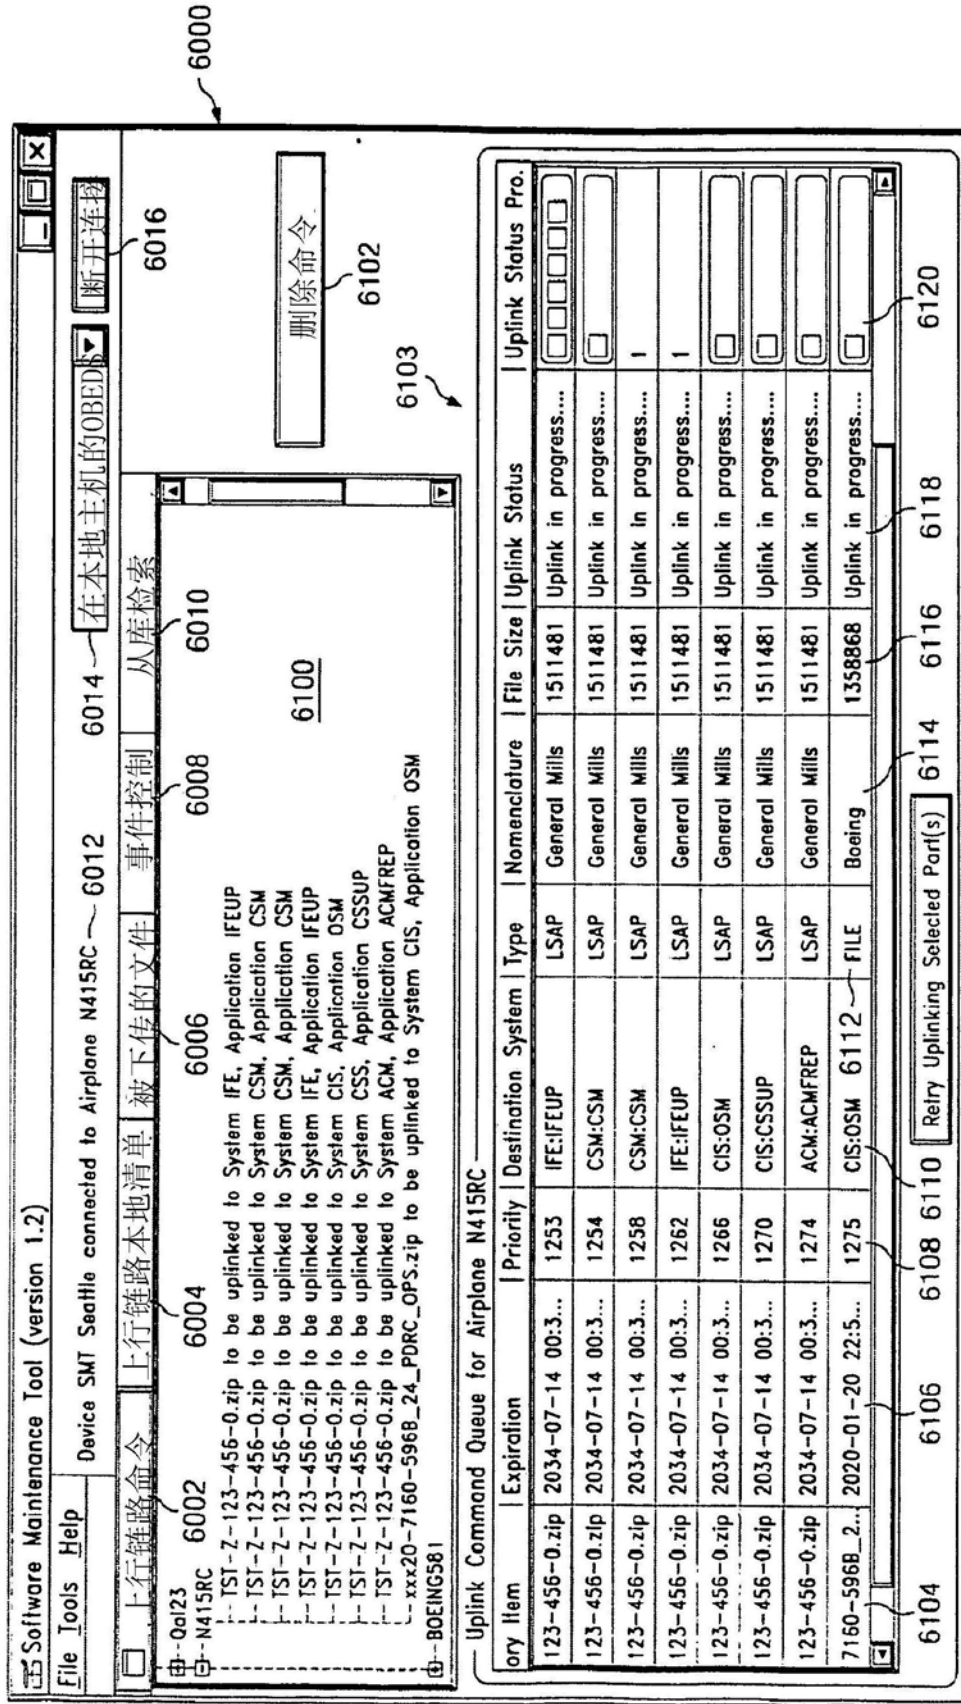 Software Maintenance Tool (version 1.2)
File Tools Help
Device SMT Seattle connected to Airplane N415RC 6012
6014 在本地主机的OBEDS
断开连接
6016
6000
上行链路命令
上行链路本地清单
被下传的文件
事件控制
从库检索
6002
6004
6006
6008
6010
Qal23
N415RC
TST-Z-123-456-0.zip to be uplinked to System IFE, Application IFEUP
TST-Z-123-456-0.zip to be uplinked to System CSM, Application CSM
TST-Z-123-456-0.zip to be uplinked to System CSM, Application CSM
TST-Z-123-456-0.zip to be uplinked to System IFE, Application IFEUP
TST-Z-123-456-0.zip to be uplinked to System CIS, Application OSM
TST-Z-123-456-0.zip to be uplinked to System CSS, Application CSSUP
TST-Z-123-456-0.zip to be uplinked to System ACM, Application ACMFREP
xxx20-7160-596B_24_PDRC_OPS.zip to be uplinked to System CIS, Application OSM
BOEING581
6100
删除命令
6102
6103
Uplink Command Queue for Airplane N415RC
ory Item Expiration Priority Destination System Type Nomenclature File Size Uplink Status Uplink Status Pro.
123-456-0.zip 2034-07-14 00:3... 1253 IFE:IFEUP LSAP General Mills 1511481 Uplink in progress....
123-456-0.zip 2034-07-14 00:3... 1254 CSM:CSM LSAP General Mills 1511481 Uplink in progress....
123-456-0.zip 2034-07-14 00:3... 1258 CSM:CSM LSAP General Mills 1511481 Uplink in progress.... 1
123-456-0.zip 2034-07-14 00:3... 1262 IFE:IFEUP LSAP General Mills 1511481 Uplink in progress.... 1
123-456-0.zip 2034-07-14 00:3... 1266 CIS:OSM LSAP General Mills 1511481 Uplink in progress....
123-456-0.zip 2034-07-14 00:3... 1270 CIS:CSSUP LSAP General Mills 1511481 Uplink in progress....
123-456-0.zip 2034-07-14 00:3... 1274 ACM:ACMFREP LSAP General Mills 1511481 Uplink in progress....
7160-596B_2... 2020-01-20 22:5... 1275 CIS:OSM 6112 FILE Boeing 1358868 Uplink in progress....
6104 6106 6108 6110 Retry Uplinking Selected Part(s) 6114 6116 6118 6120